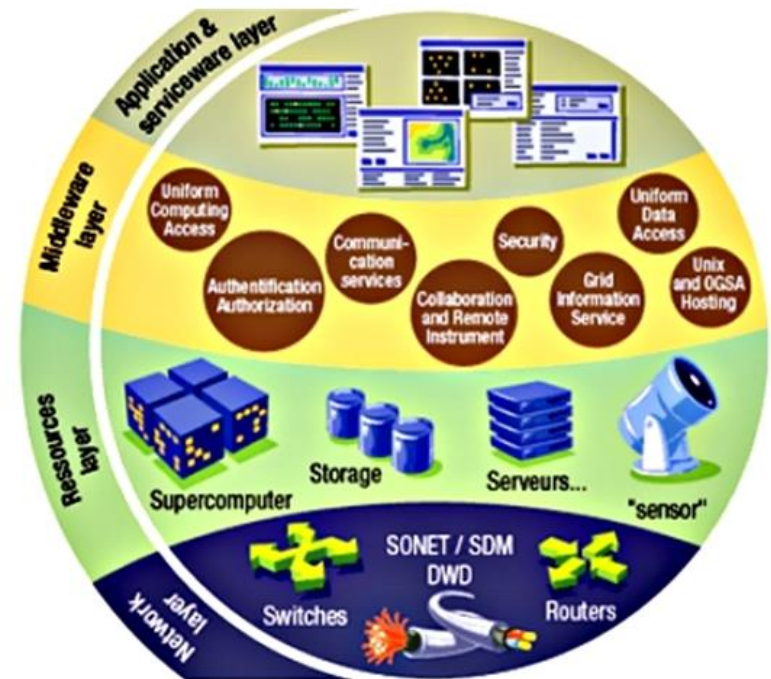 Application &
serviceware layer
Middleware
layer
Uniform
Computing
Access
Authentification
Authorization
Communi-
cation
services
Collaboration
and Remote
Instrument
Security
Grid
Information
Service
Uniform
Data
Access
Unix
and OGSA
Hosting
Ressources
layer
Supercomputer
Storage
Serveurs...
"sensor"
Network
layer
Switches
SONET / SDM
DWD
Routers